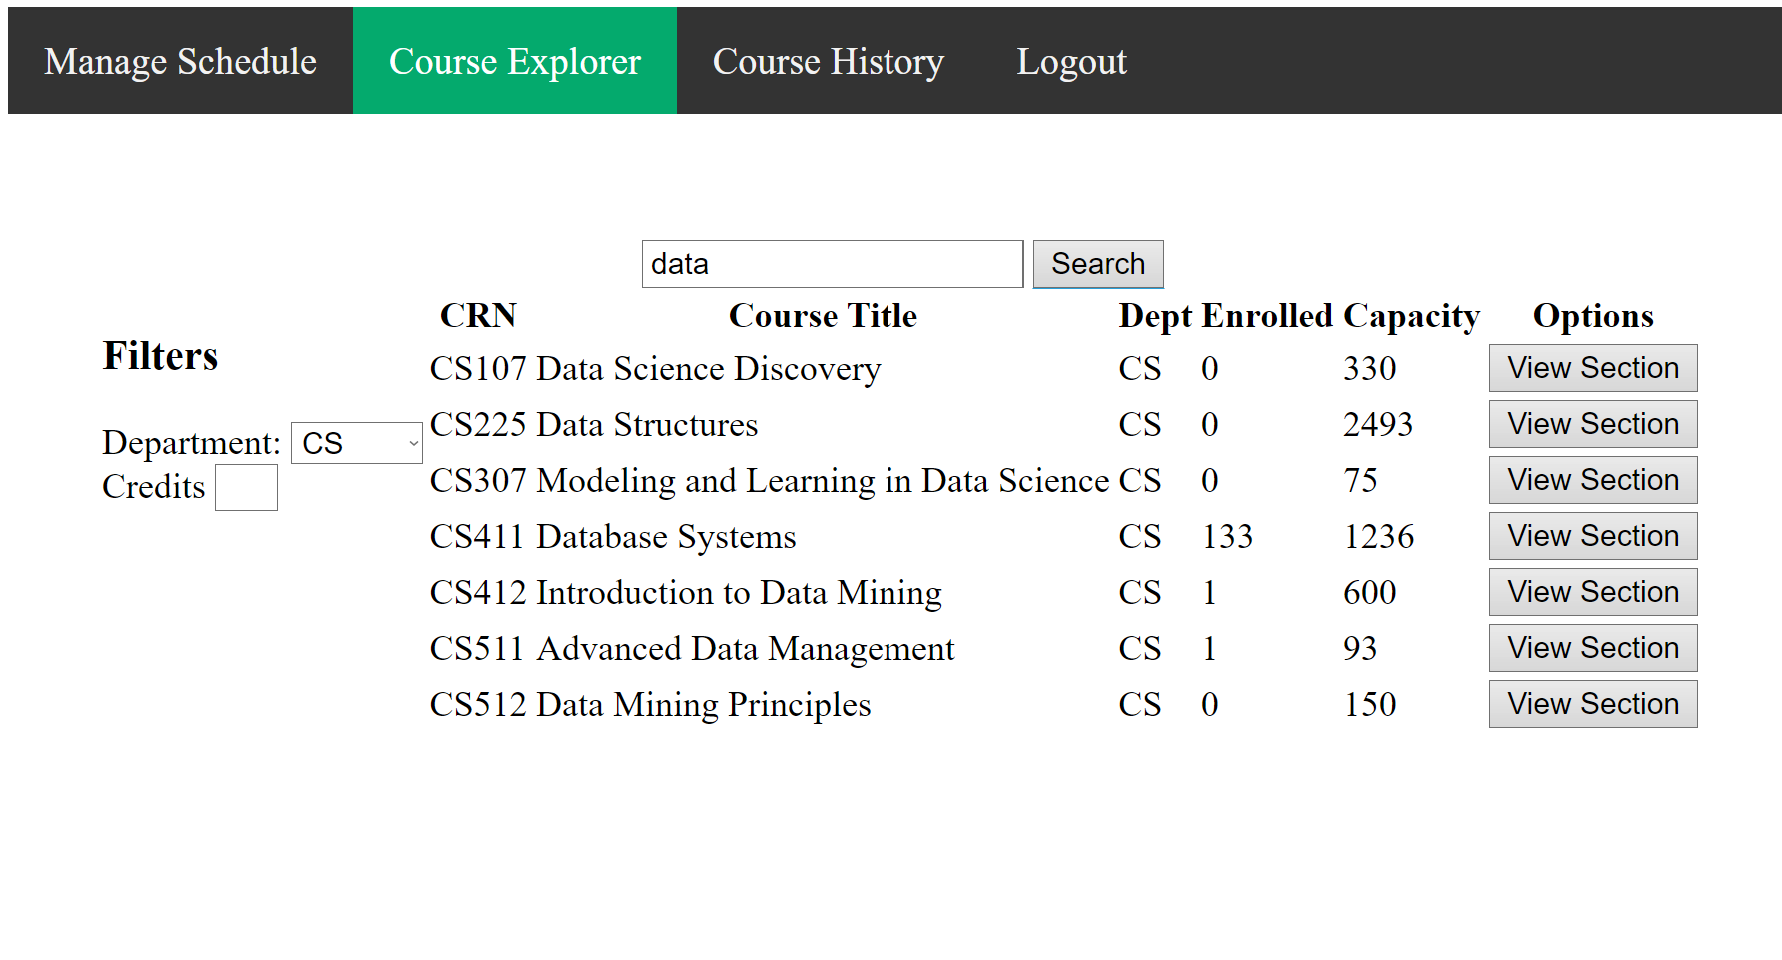 Manage Schedule Course Explorer Course History Logout
data Search
Filters
Department: CS
Credits
CRN Course Title Dept Enrolled Capacity Options
CS107 Data Science Discovery CS 0 330 View Section
CS225 Data Structures CS 0 2493 View Section
CS307 Modeling and Learning in Data Science CS 0 75 View Section
CS411 Database Systems CS 133 1236 View Section
CS412 Introduction to Data Mining CS 1 600 View Section
CS511 Advanced Data Management CS 1 93 View Section
CS512 Data Mining Principles CS 0 150 View Section